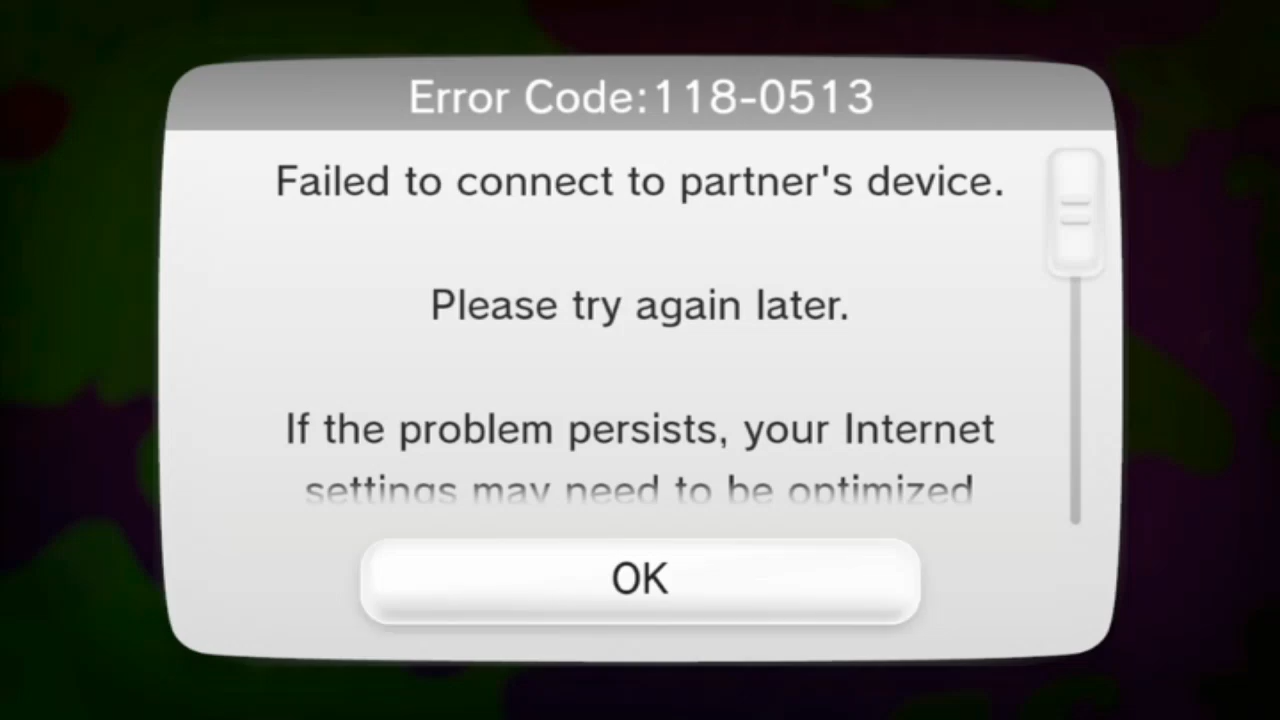 Error Code:118-0513
Failed to connect to partner's device.
Please try again later.
If the problem persists, your Internet
settings may need to be optimized
OK